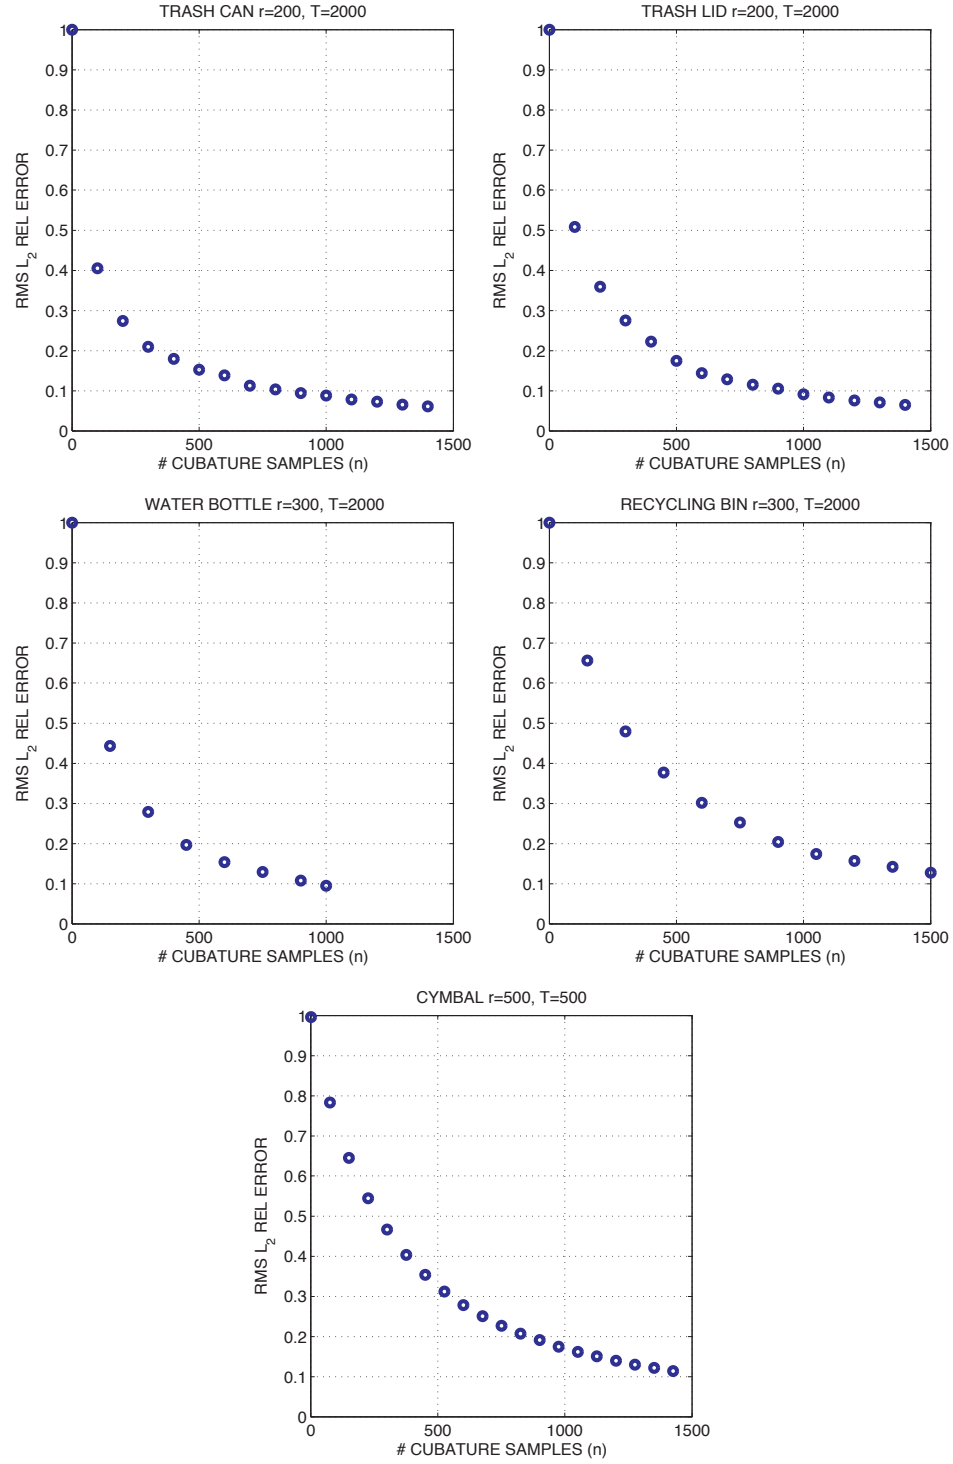 TRASH CAN r=200, T=2000
1
0.9
0.8
0.7
0.6
0.5
0.4
0.3
0.2
0.1
0
RMS L2 REL ERROR
0 500 1000 1500
# CUBATURE SAMPLES (n)
TRASH LID r=200, T=2000
1
0.9
0.8
0.7
0.6
0.5
0.4
0.3
0.2
0.1
0
RMS L2 REL ERROR
0 500 1000 1500
# CUBATURE SAMPLES (n)
WATER BOTTLE r=300, T=2000
1
0.9
0.8
0.7
0.6
0.5
0.4
0.3
0.2
0.1
0
RMS L2 REL ERROR
0 500 1000 1500
# CUBATURE SAMPLES (n)
RECYCLING BIN r=300, T=2000
1
0.9
0.8
0.7
0.6
0.5
0.4
0.3
0.2
0.1
0
RMS L2 REL ERROR
0 500 1000 1500
# CUBATURE SAMPLES (n)
CYMBAL r=500, T=500
1
0.9
0.8
0.7
0.6
0.5
0.4
0.3
0.2
0.1
0
RMS L2 REL ERROR
0 500 1000 1500
# CUBATURE SAMPLES (n)